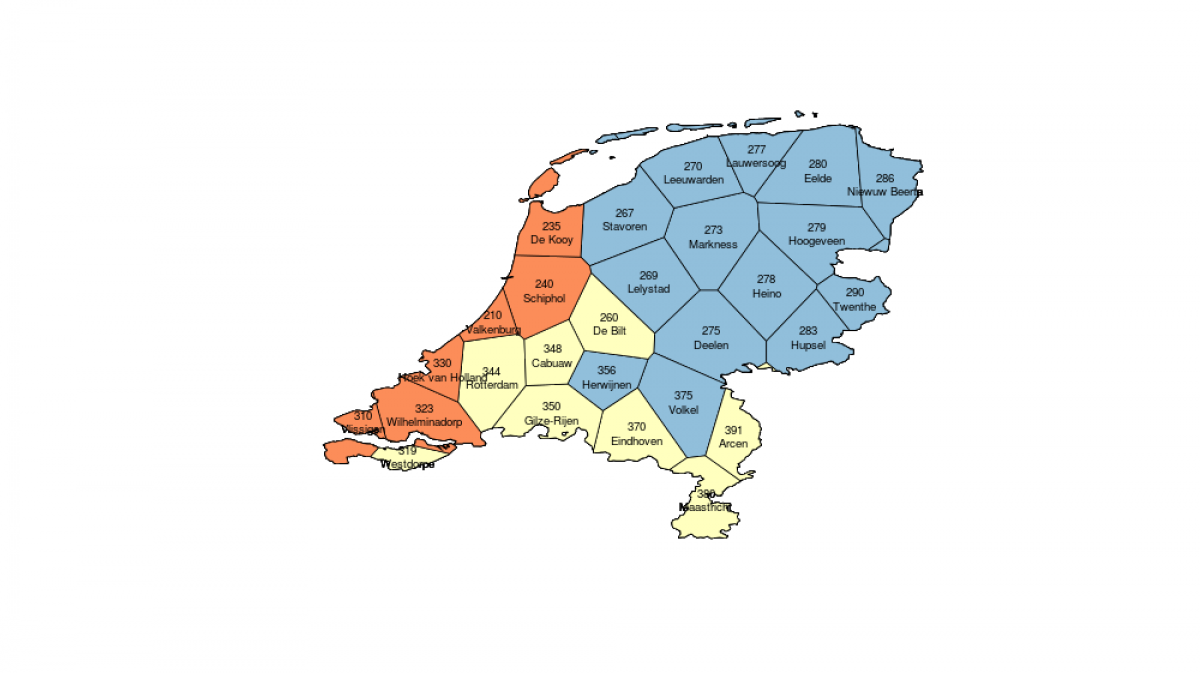 277
Lauwersoog
270
Leeuwarden
280
Eelde
286
Niewuw Beerta
267
Stavoren
235
De Kooy
273
Markness
279
Hoogeveen
269
Lelystad
240
Schiphol
278
Heino
290
Twenthe
210
Valkenburg
260
De Bilt
275
Deelen
283
Hupsel
348
Cabuaw
330
Hoek van Holland
344
Rotterdam
356
Herwijnen
375
Volkel
310
Vlissigen
323
Wilhelminadorp
350
Gilze-Rijen
370
Eindhoven
391
Arcen
319
Westdorpe
380
Maastricht